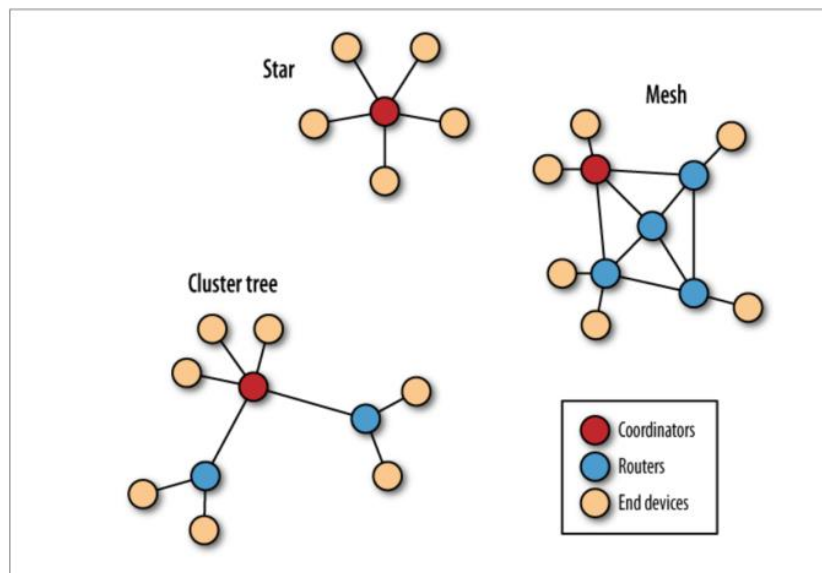 Star
Mesh
Cluster tree
Coordinators
Routers
End devices